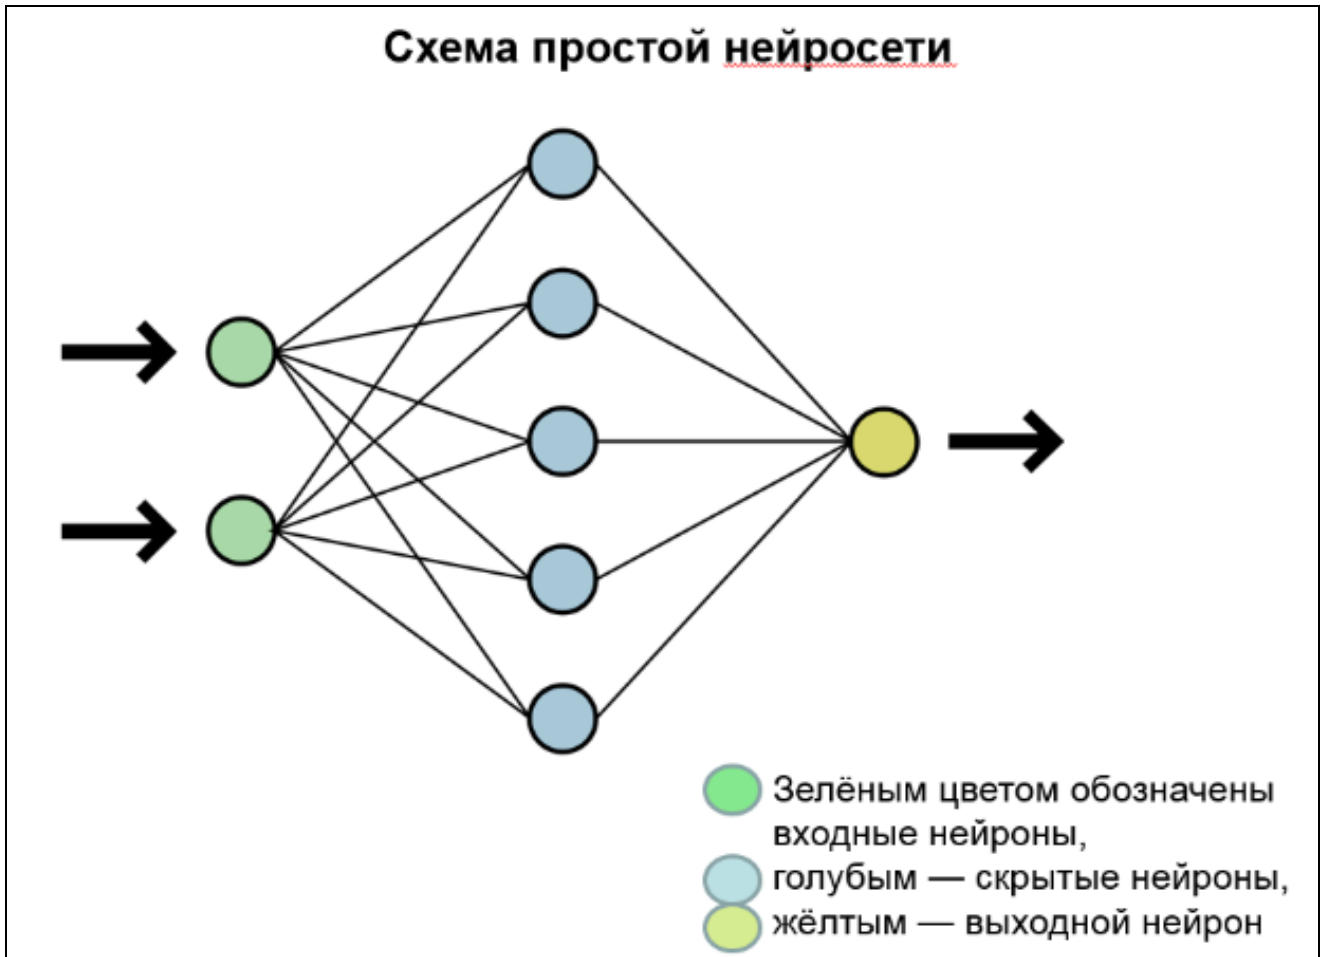 Схема простой нейросети
Зелёным цветом обозначены
входные нейроны,
голубым — скрытые нейроны,
жёлтым — выходной нейрон